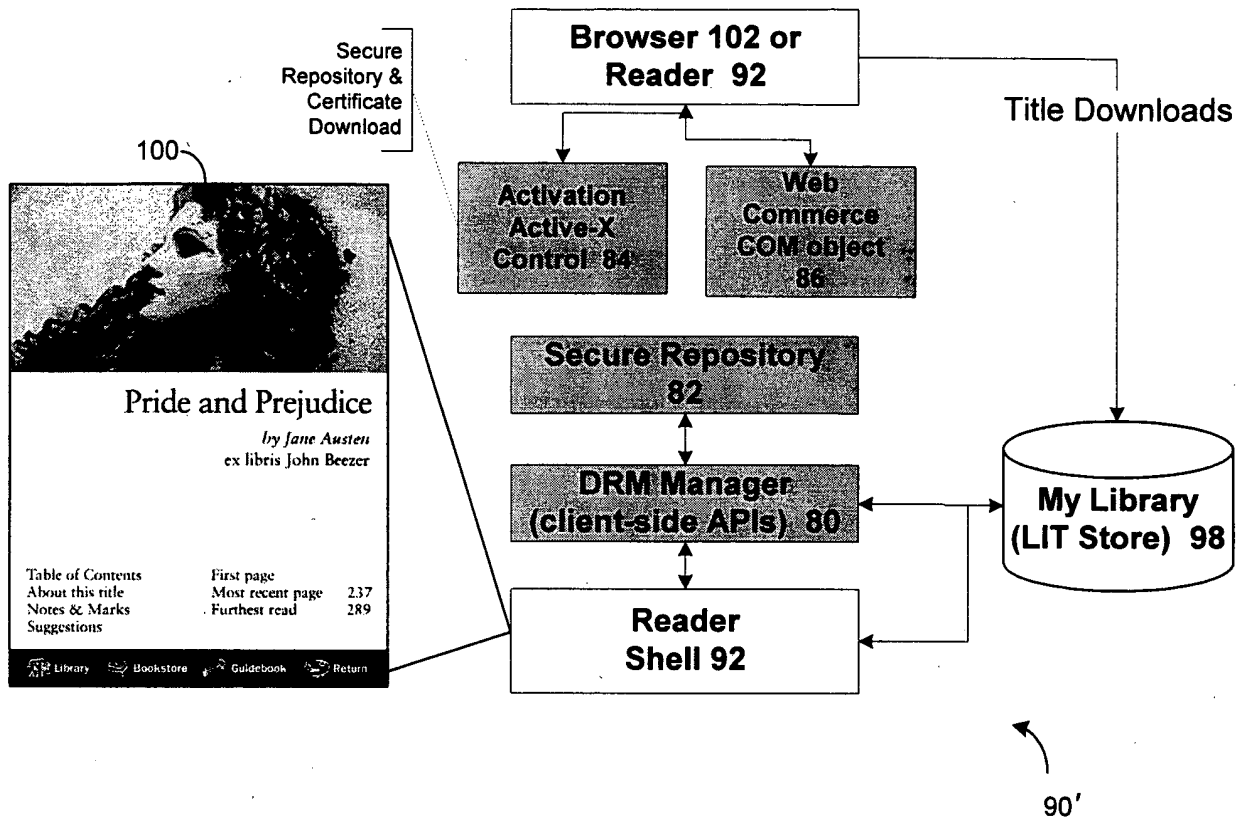 Secure
Repository &
Certificate
Download
Browser 102 or
Reader 92
Title Downloads
100
Activation
Active-X
Control 84
Web
Commerce
COM object
86
Pride and Prejudice
by Jane Austen
ex libris John Beezer
Table of Contents
About this title
Notes & Marks
Suggestions
First page
Most recent page 237
Furthest read 289
Library Bookstore Guidebook Return
Secure Repository
82
DRM Manager
(client-side APIs) 80
Reader
Shell 92
My Library
(LIT Store) 98
90'